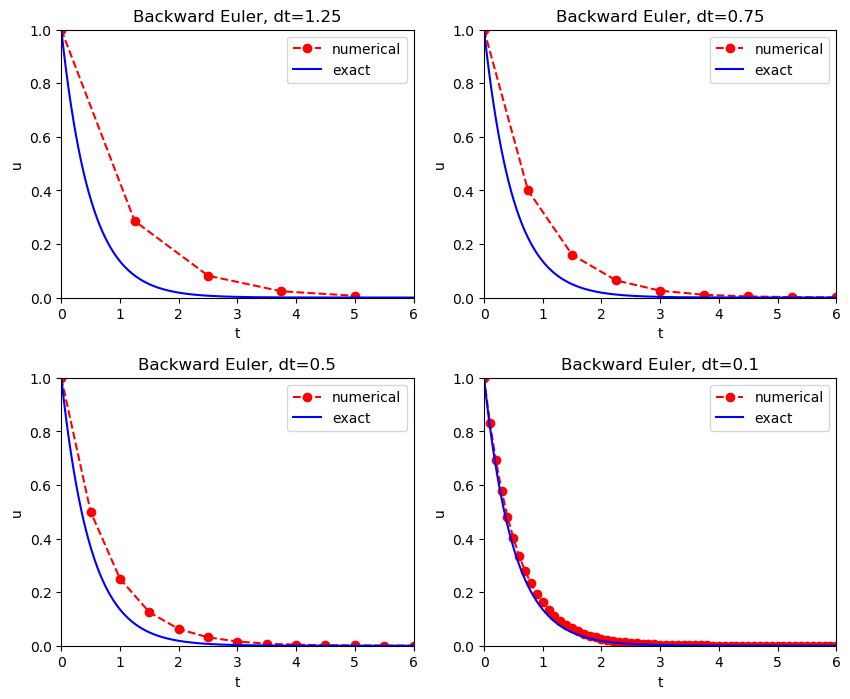 Backward Euler, dt=1.25
1.0
0.8
0.6
0.4
0.2
0.0
u
numerical
exact
0 1 2 3 4 5 6
t
Backward Euler, dt=0.75
1.0
0.8
0.6
0.4
0.2
0.0
u
numerical
exact
0 1 2 3 4 5 6
t
Backward Euler, dt=0.5
1.0
0.8
0.6
0.4
0.2
0.0
u
numerical
exact
0 1 2 3 4 5 6
t
Backward Euler, dt=0.1
1.0
0.8
0.6
0.4
0.2
0.0
u
numerical
exact
0 1 2 3 4 5 6
t